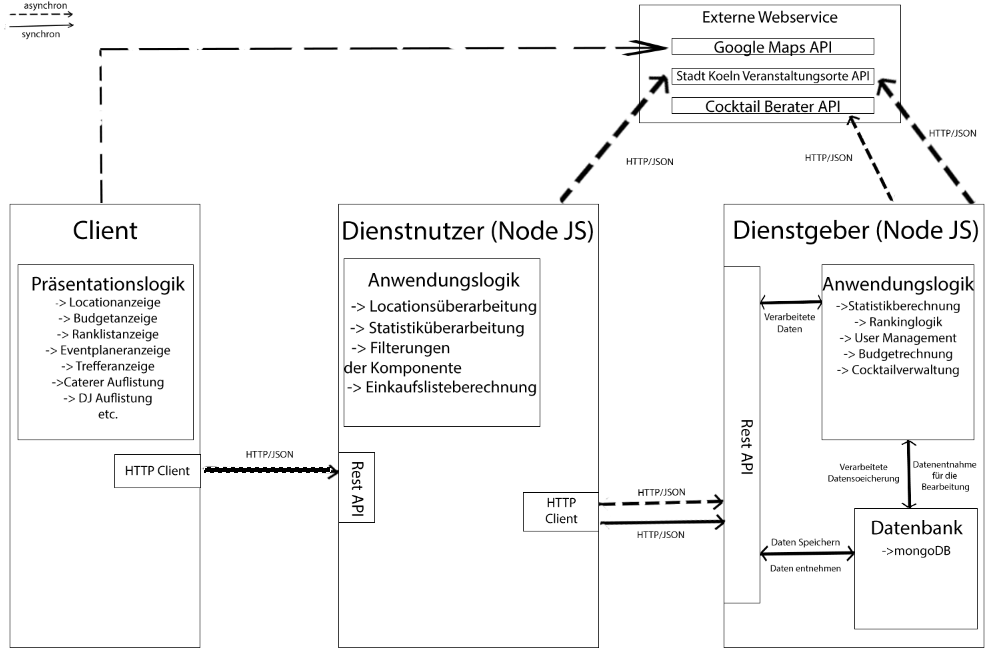 asynchron
synchron
Externe Webservice
Google Maps API
Stadt Koeln Veranstaltungsorte API
Cocktail Berater API
HTTP/JSON
HTTP/JSON
HTTP/JSON
Client
Präsentationslogik
-> Locationanzeige
-> Budgetanzeige
-> Ranklistanzeige
-> Eventplaneranzeige
-> Trefferanzeige
->Caterer Auflistung
-> DJ Auflistung
etc.
HTTP Client
HTTP/JSON
Dienstnutzer (Node JS)
Anwendungslogik
-> Locationsüberarbeitung
-> Statistiküberarbeitung
-> Filterungen
der Komponente
-> Einkaufslisteberechnung
Rest API
HTTP
Client
HTTP/JSON
HTTP/JSON
Dienstgeber (Node JS)
Rest API
Verarbeitete
Daten
Anwendungslogik
->Statistikberechnung
-> Rankinglogik
-> User Management
-> Budgetrechnung
-> Cocktailverwaltung
Verarbeitete
Datensoeicherung
Datenentnahme
für die
Bearbeitung
Daten Speichern
Daten entnehmen
Datenbank
->mongoDB